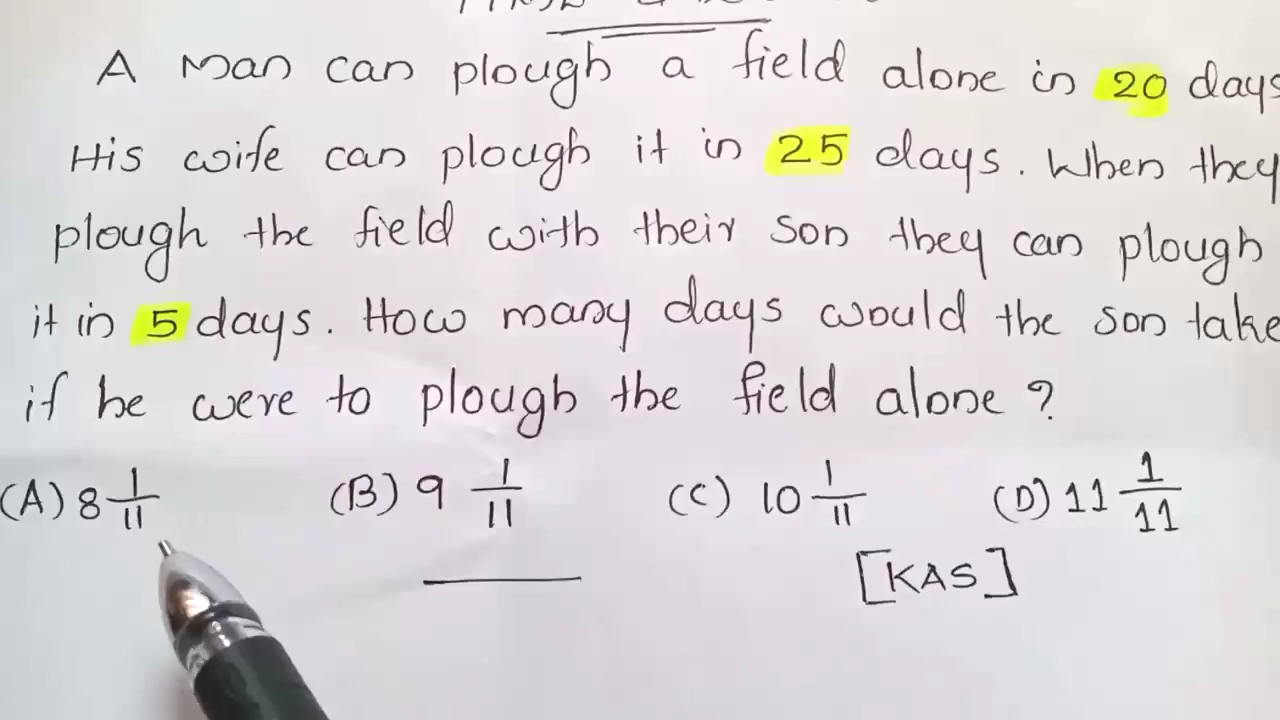 A man can plough a field alone in 20 days
His wife can plough it in 25 days. When they
plough the field with their son they can plough
it in 5 days. How many days would the son take
if he were to plough the field alone?
(A) 8 1/11 (B) 9 1/11 (C) 10 1/11 (D) 11 1/11
[KAS]